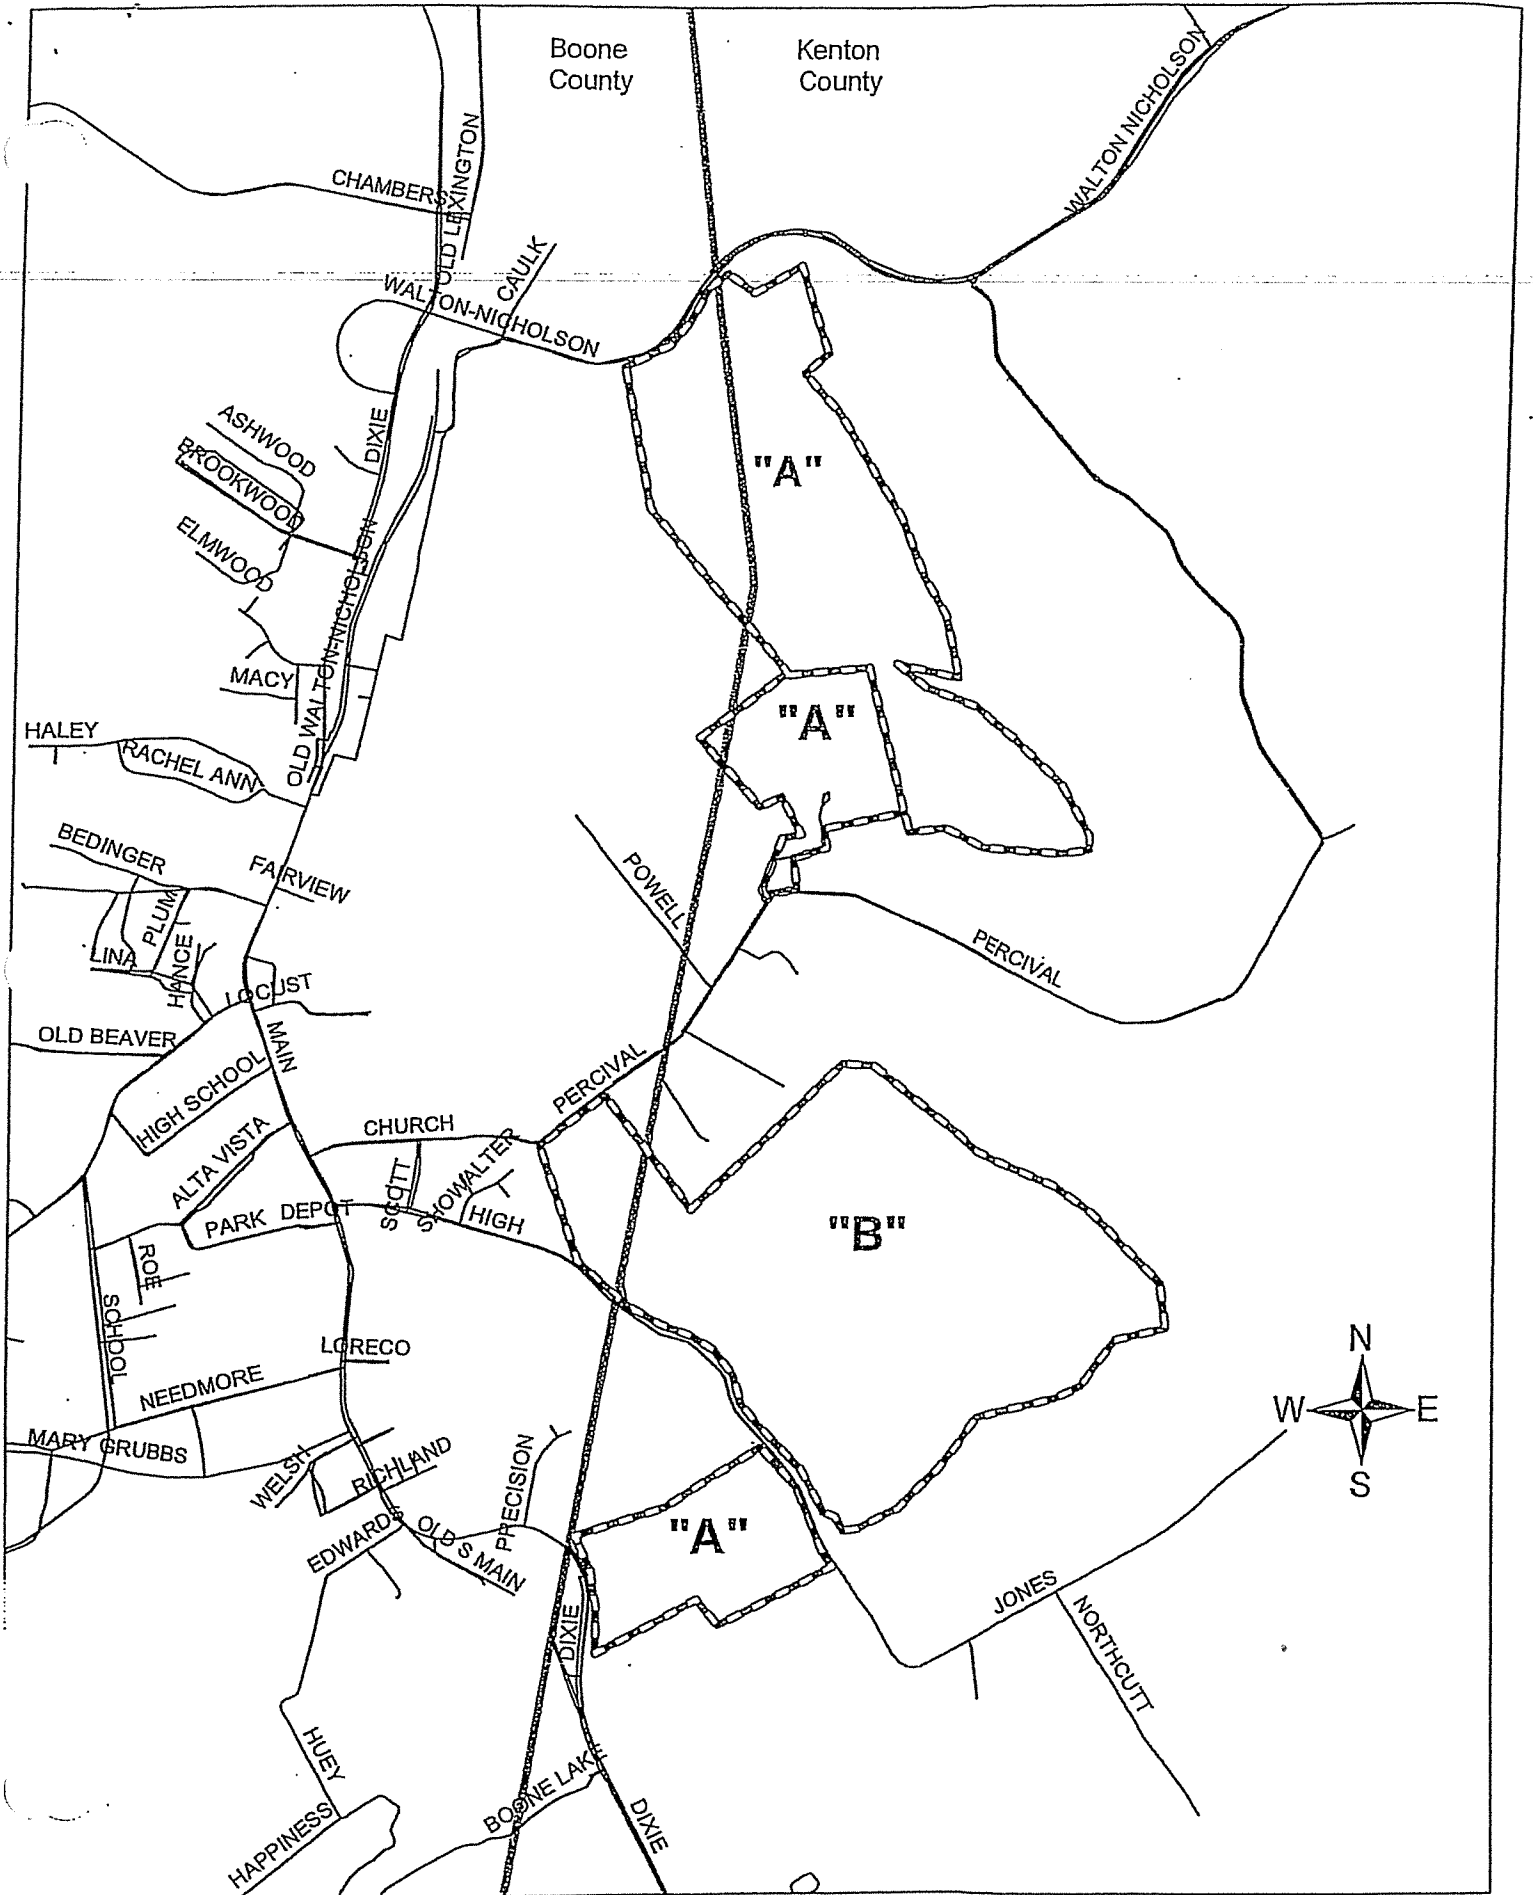 Boone
County
Kenton
County
WALTON NICHOLSON
OLD LEXINGTON
CHAMBERS
CAULK
WALTON-NICHOLSON
DIXIE
ASHWOOD
BROOKWOOD
ELMWOOD
"A"
OLD WALTON-NICHOLSON
MACY
"A"
HALEY
RACHEL ANN
BEDINGER
FAIRVIEW
POWELL
PLUM
LINA
HANCE
LOCUST
PERCIVAL
OLD BEAVER
MAIN
HIGH SCHOOL
PERCIVAL
CHURCH
ALTA VISTA
SCOTT
SHOWALTER
PARK
DEPOT
HIGH
"B"
ROE
SCHOOL
LORECO
NEEDMORE
N
W
E
S
MARY GRUBBS
WELSH
RICHLAND
PRECISION
EDWARDS
OLD S MAIN
"A"
JONES
DIXIE
NORTHCUTT
HUEY
BOONE LAKE
DIXIE
HAPPINESS